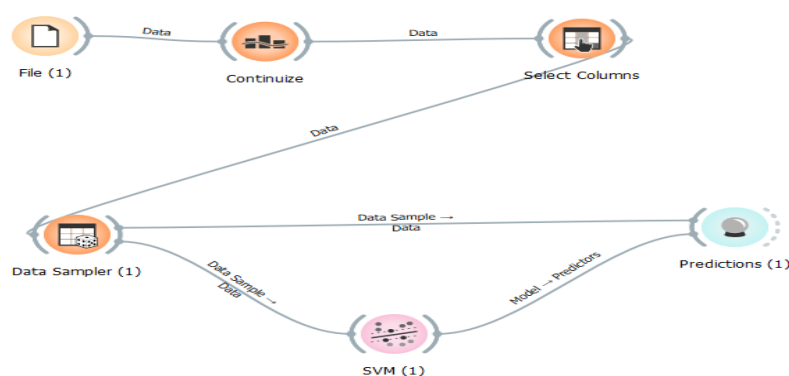 Data
Data
File (1)
Continuize
Select Columns
Data
Data Sample →
Data
Data Sampler (1)
Predictions (1)
Data Sample →
Data
Model → Predictors
SVM (1)